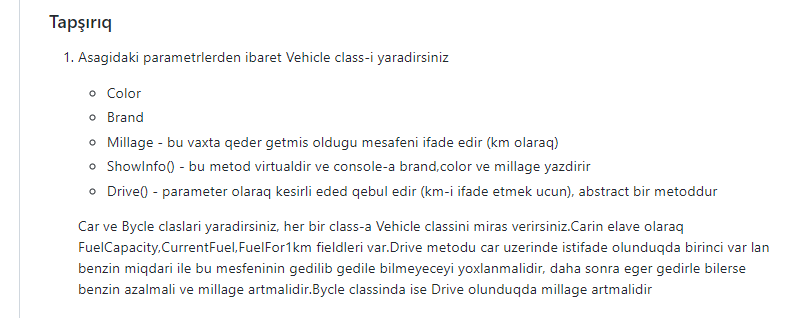 Tapşırıq
1. Asagidaki parametrlerden ibaret Vehicle class-i yaradirsiniz
Color
Brand
Millage - bu vaxta qeder getmis oldugu mesafeni ifade edir (km olaraq)
ShowInfo() - bu metod virtualdir ve console-a brand,color ve millage yazdirir
Drive() - parameter olaraq kesirli eded qebul edir (km-i ifade etmek ucun), abstract bir metoddur
Car ve Bycle claslari yaradirsiniz, her bir class-a Vehicle classini miras verirsiniz.Carin elave olaraq
FuelCapacity,CurrentFuel,FuelFor1km fieldleri var.Drive metodu car uzerinde istifade olunduqda birinci var lan
benzin miqdari ile bu mesfeninin gedilib gedile bilmeyeceyi yoxlanmalidir, daha sonra eger gedirle bilerse
benzin azalmali ve millage artmalidir.Bycle classinda ise Drive olunduqda millage artmalidir